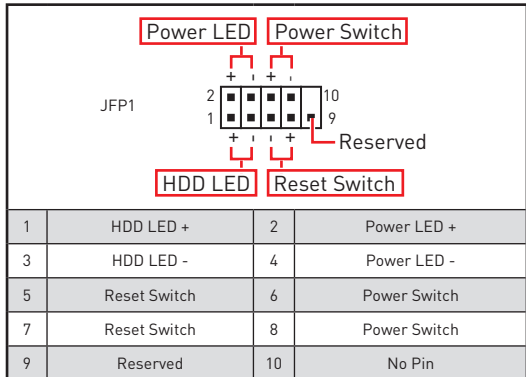 Power LED Power Switch
+ - + -
JFP1
2 10
1 9
+ - - +
Reserved
HDD LED Reset Switch
1 HDD LED + 2 Power LED +
3 HDD LED - 4 Power LED -
5 Reset Switch 6 Power Switch
7 Reset Switch 8 Power Switch
9 Reserved 10 No Pin